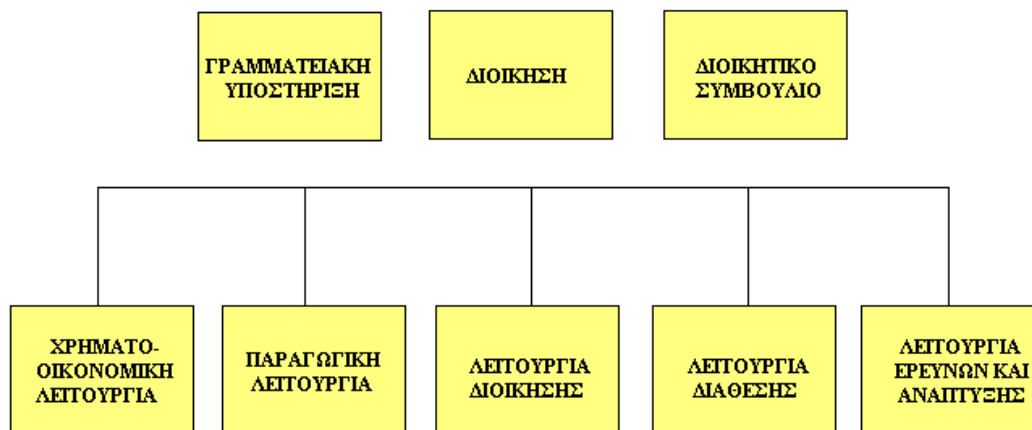 ΓΡΑΜΜΑΤΕΙΑΚΗ
ΥΠΟΣΤΗΡΙΞΗ
ΔΙΟΙΚΗΣΗ
ΔΙΟΙΚΗΤΙΚΟ
ΣΥΜΒΟΥΛΙΟ
ΧΡΗΜΑΤΟ-
ΟΙΚΟΝΟΜΙΚΗ
ΛΕΙΤΟΥΡΓΙΑ
ΠΑΡΑΓΩΓΙΚΗ
ΛΕΙΤΟΥΡΓΙΑ
ΛΕΙΤΟΥΡΓΙΑ
ΔΙΟΙΚΗΣΗΣ
ΛΕΙΤΟΥΡΓΙΑ
ΔΙΑΘΕΣΗΣ
ΛΕΙΤΟΥΡΓΙΑ
ΕΡΕΥΝΩΝ ΚΑΙ
ΑΝΑΠΤΥΞΗΣ